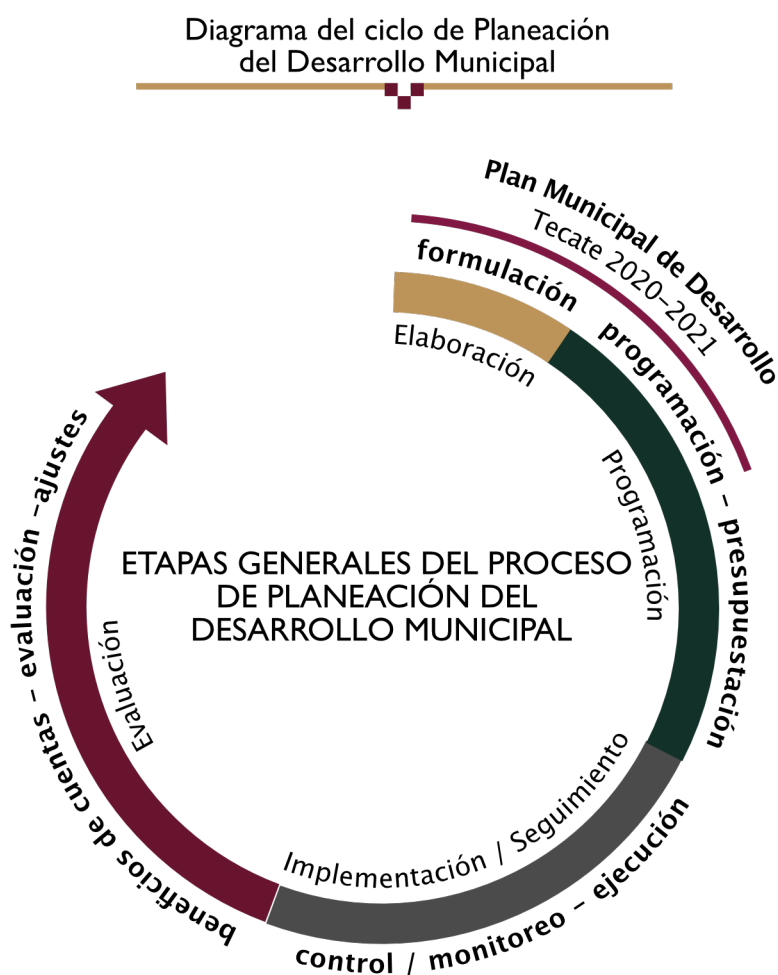 Diagrama del ciclo de Planeación
del Desarrollo Municipal
Plan Municipal de Desarrollo
Tecate 2020–2021
formulación
programación – presupuestación
Elaboración
Programación
ETAPAS GENERALES DEL PROCESO
DE PLANEACIÓN DEL
DESARROLLO MUNICIPAL
Implementación / Seguimiento
control / monitoreo – ejecución
Evaluación
beneficios de cuentas – evaluación –ajustes